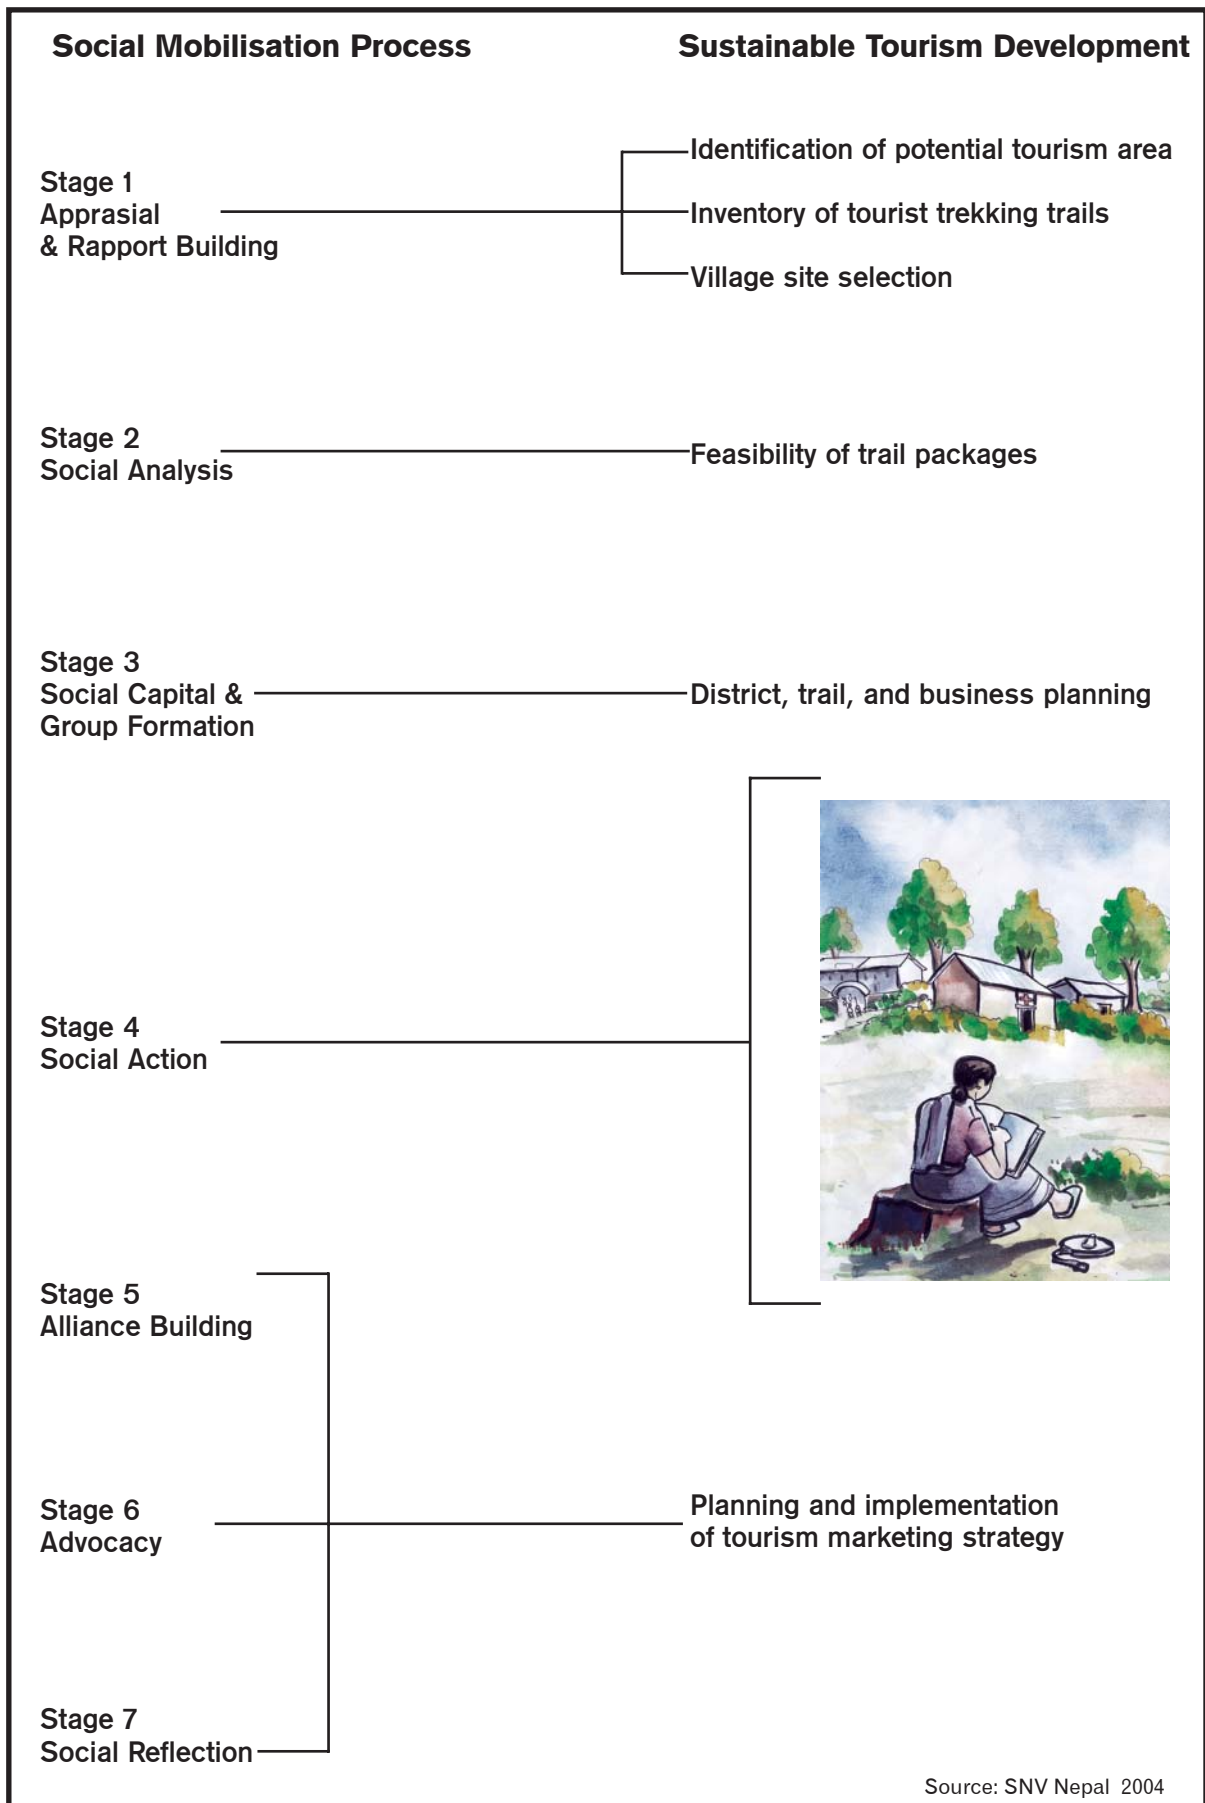 Social Mobilisation Process
Sustainable Tourism Development
Stage 1
Apprasial
& Rapport Building
Identification of potential tourism area
Inventory of tourist trekking trails
Village site selection
Stage 2
Social Analysis
Feasibility of trail packages
Stage 3
Social Capital &
Group Formation
District, trail, and business planning
Stage 4
Social Action
Stage 5
Alliance Building
Stage 6
Advocacy
Planning and implementation
of tourism marketing strategy
Stage 7
Social Reflection
Source: SNV Nepal 2004